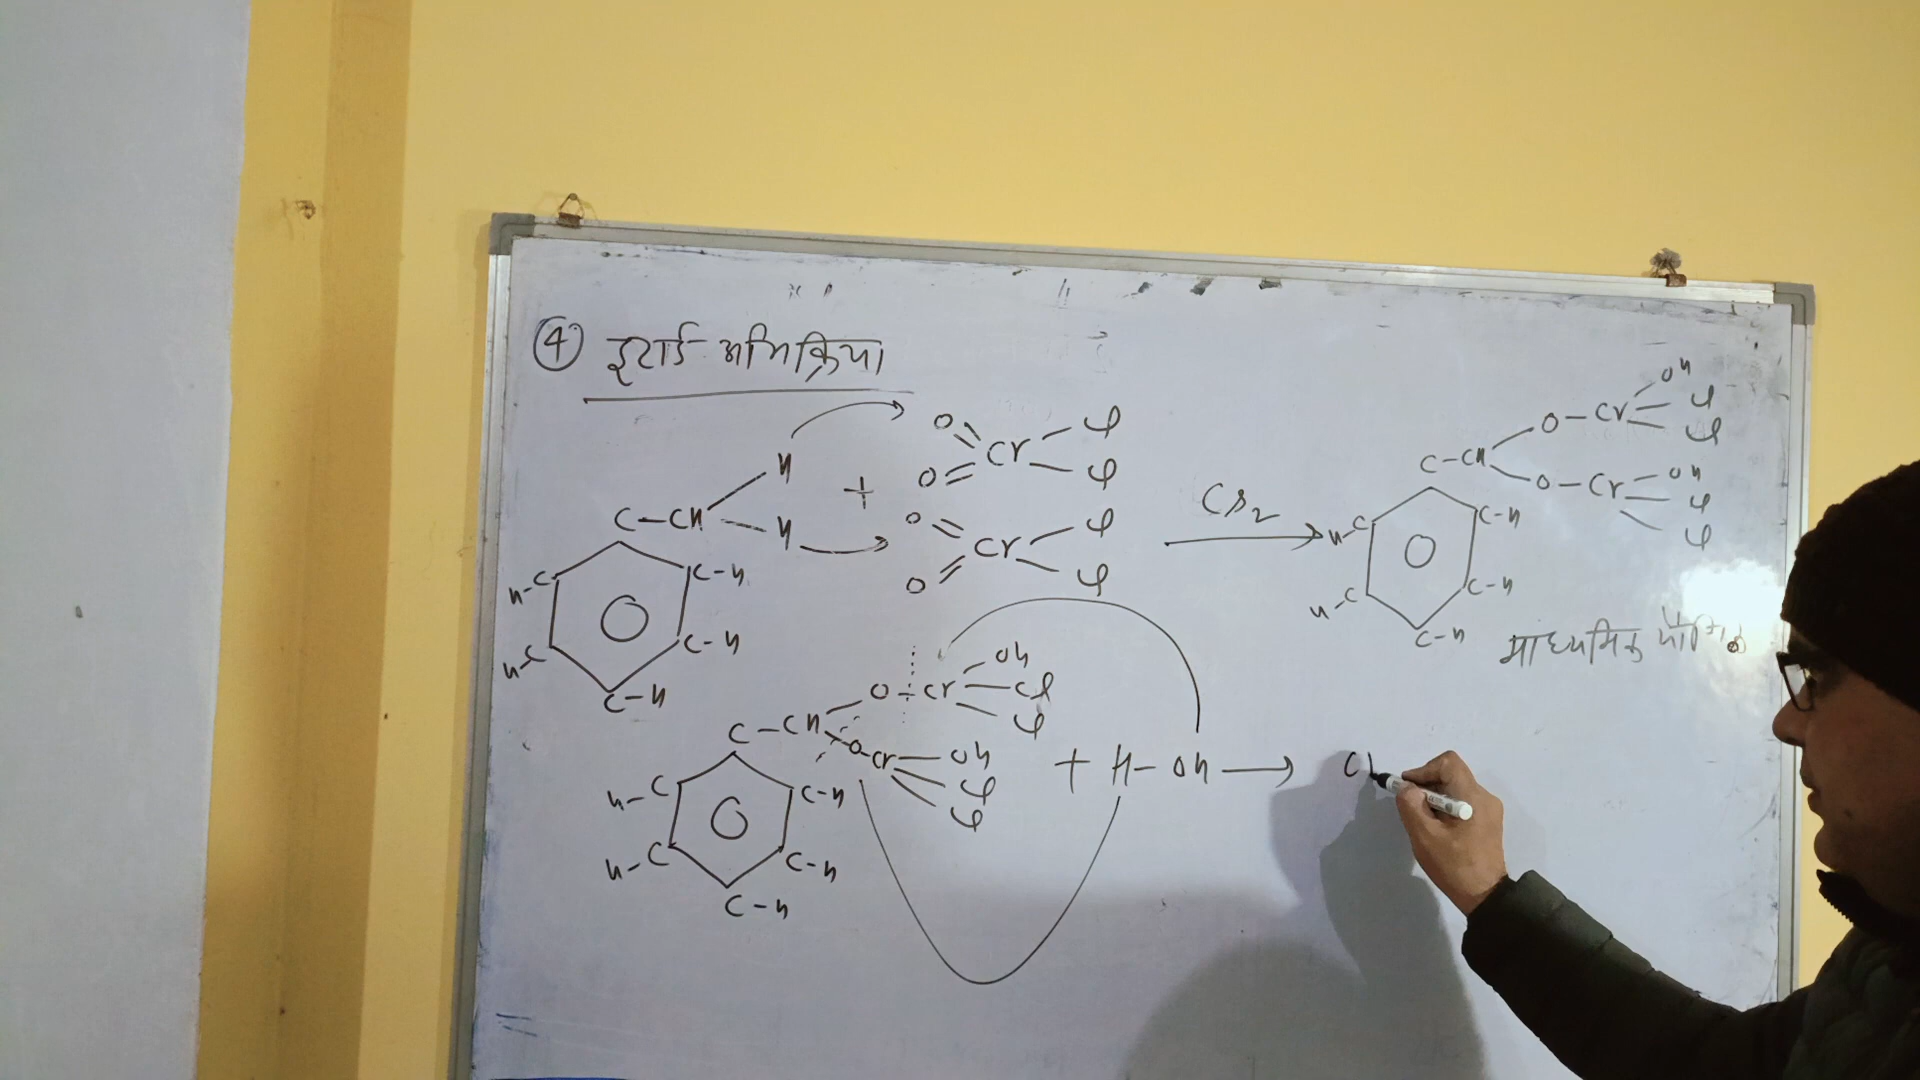 ④ इटार्ड अभिक्रिया
C-CH
H
H
+
O
O
Cr
Cl
Cl
O
O
Cr
Cl
Cl
CS₂
C-CH
O-Cr
OH
Cl
Cl
O-Cr
OH
Cl
Cl
H-C
H-C
C-H
C-H
C-H
H-C
H-C
C-H
C-H
C-H
माध्यमिक यौगिक
C-CH
O-Cr
OH
Cl
Cl
O-Cr
OH
Cl
Cl
+ H-OH →
H-C
H-C
C-H
C-H
C-H